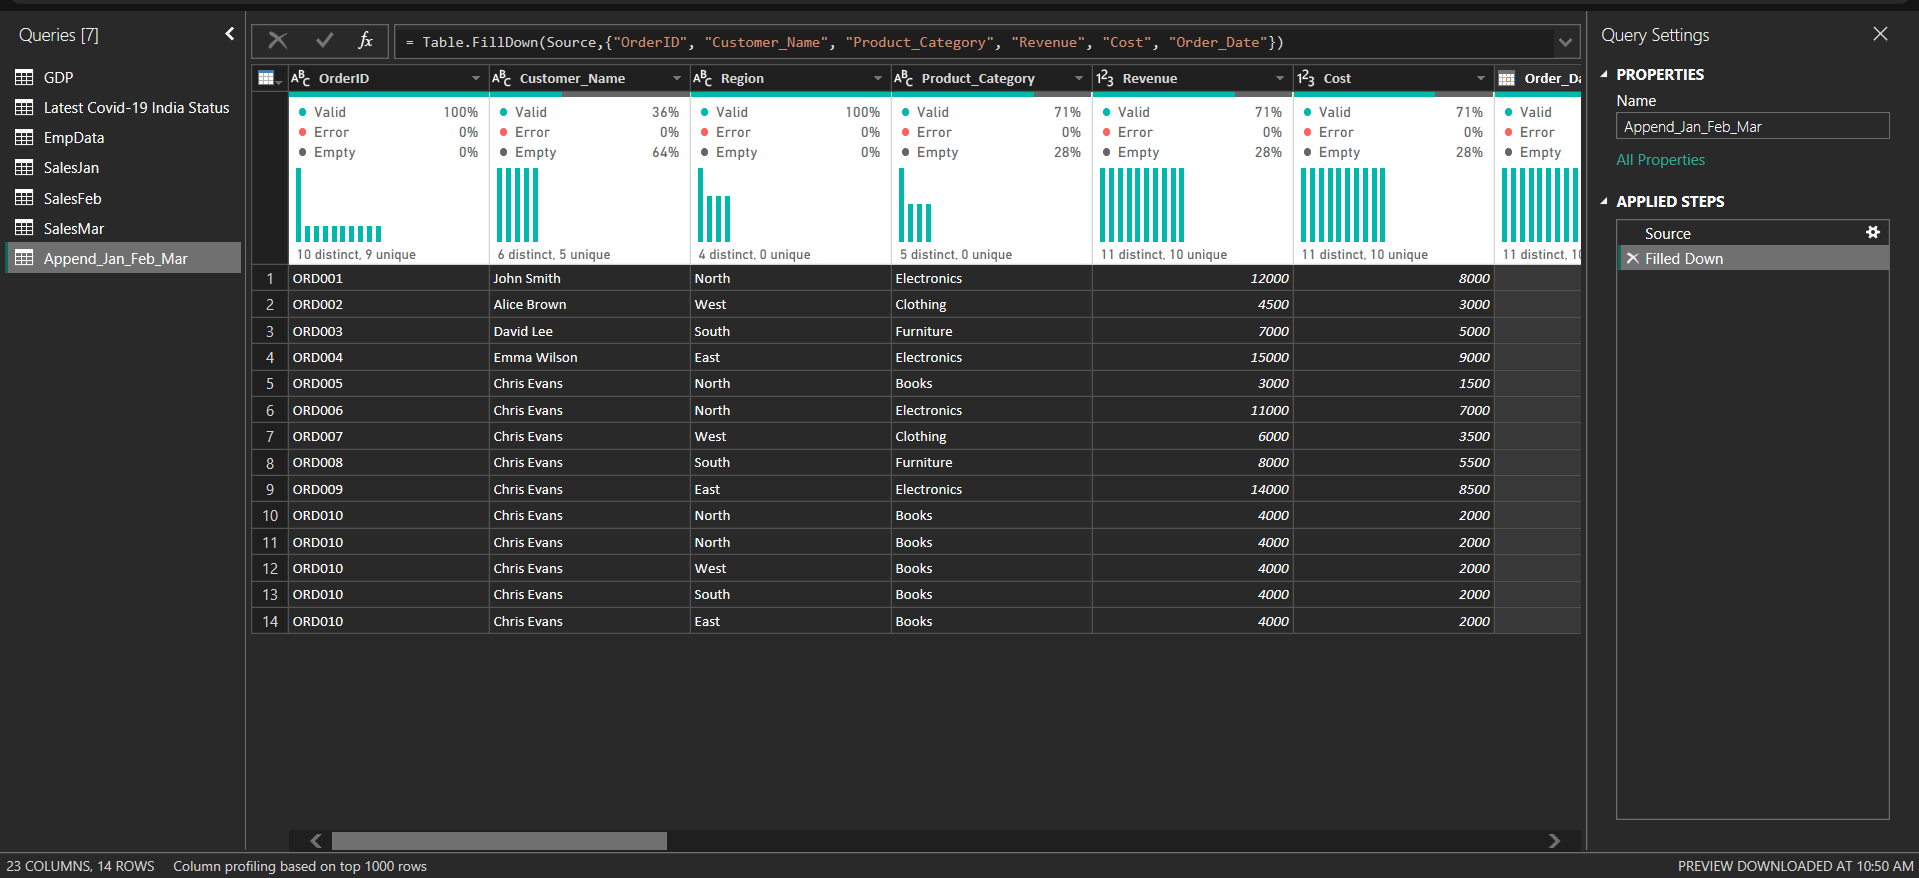 Queries [7]
GDP
Latest Covid-19 India Status
EmpData
SalesJan
SalesFeb
SalesMar
Append_Jan_Feb_Mar
fx = Table.FillDown(Source,{"OrderID", "Customer_Name", "Product_Category", "Revenue", "Cost", "Order_Date"})
ABC OrderID ABC Customer_Name ABC Region ABC Product_Category 123 Revenue 123 Cost Order_Da
Valid 100% Valid 36% Valid 100% Valid 71% Valid 71% Valid 71% Valid
Error 0% Error 0% Error 0% Error 0% Error 0% Error 0% Error
Empty 0% Empty 64% Empty 0% Empty 28% Empty 28% Empty 28% Empty
10 distinct, 9 unique 6 distinct, 5 unique 4 distinct, 0 unique 5 distinct, 0 unique 11 distinct, 10 unique 11 distinct, 10 unique 11 distinct, 10
1 ORD001 John Smith North Electronics 12000 8000
2 ORD002 Alice Brown West Clothing 4500 3000
3 ORD003 David Lee South Furniture 7000 5000
4 ORD004 Emma Wilson East Electronics 15000 9000
5 ORD005 Chris Evans North Books 3000 1500
6 ORD006 Chris Evans North Electronics 11000 7000
7 ORD007 Chris Evans West Clothing 6000 3500
8 ORD008 Chris Evans South Furniture 8000 5500
9 ORD009 Chris Evans East Electronics 14000 8500
10 ORD010 Chris Evans North Books 4000 2000
11 ORD010 Chris Evans North Books 4000 2000
12 ORD010 Chris Evans West Books 4000 2000
13 ORD010 Chris Evans South Books 4000 2000
14 ORD010 Chris Evans East Books 4000 2000
Query Settings
PROPERTIES
Name
Append_Jan_Feb_Mar
All Properties
APPLIED STEPS
Source
Filled Down
23 COLUMNS, 14 ROWS Column profiling based on top 1000 rows
PREVIEW DOWNLOADED AT 10:50 AM